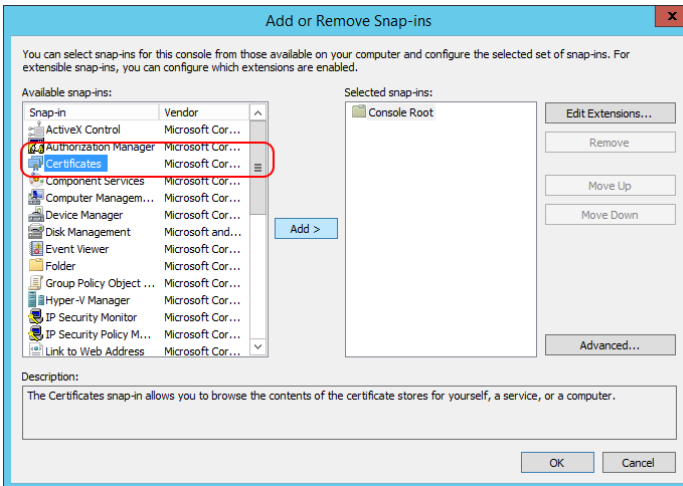 Add or Remove Snap-ins
x
You can select snap-ins for this console from those available on your computer and configure the selected set of snap-ins. For
extensible snap-ins, you can configure which extensions are enabled.
Available snap-ins:
Selected snap-ins:
Snap-in Vendor
ActiveX Control Microsoft Cor...
Authorization Manager Microsoft Cor...
Certificates Microsoft Cor...
Component Services Microsoft Cor...
Computer Managem... Microsoft Cor...
Device Manager Microsoft Cor...
Disk Management Microsoft and...
Event Viewer Microsoft Cor...
Folder Microsoft Cor...
Group Policy Object ... Microsoft Cor...
Hyper-V Manager Microsoft Cor...
IP Security Monitor Microsoft Cor...
IP Security Policy M... Microsoft Cor...
Link to Web Address Microsoft Cor...
Add >
Console Root
Edit Extensions...
Remove
Move Up
Move Down
Advanced...
Description:
The Certificates snap-in allows you to browse the contents of the certificate stores for yourself, a service, or a computer.
OK
Cancel